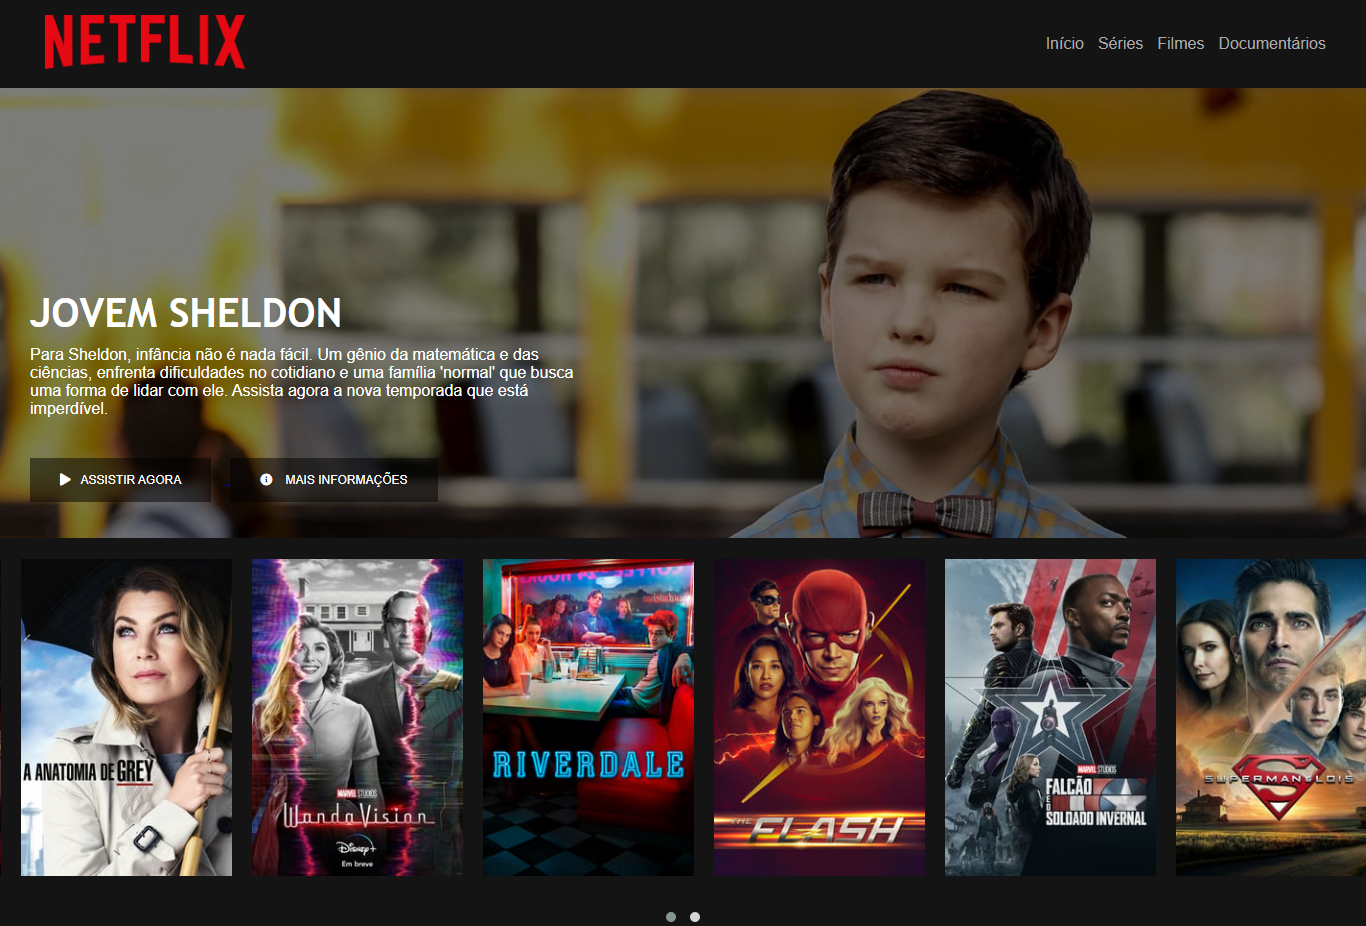 NETFLIX
Início Séries Filmes Documentários
JOVEM SHELDON
Para Sheldon, infância não é nada fácil. Um gênio da matemática e das
ciências, enfrenta dificuldades no cotidiano e uma família 'normal' que busca
uma forma de lidar com ele. Assista agora a nova temporada que está
imperdível.
ASSISTIR AGORA
MAIS INFORMAÇÕES
A ANATOMIA DE GREY
MARVEL STUDIOS
WandaVision
Disney+
Em breve
RIVERDALE
THE FLASH
MARVEL STUDIOS
FALCÃO
E O
SOLDADO INVERNAL
SUPERMAN & LOIS